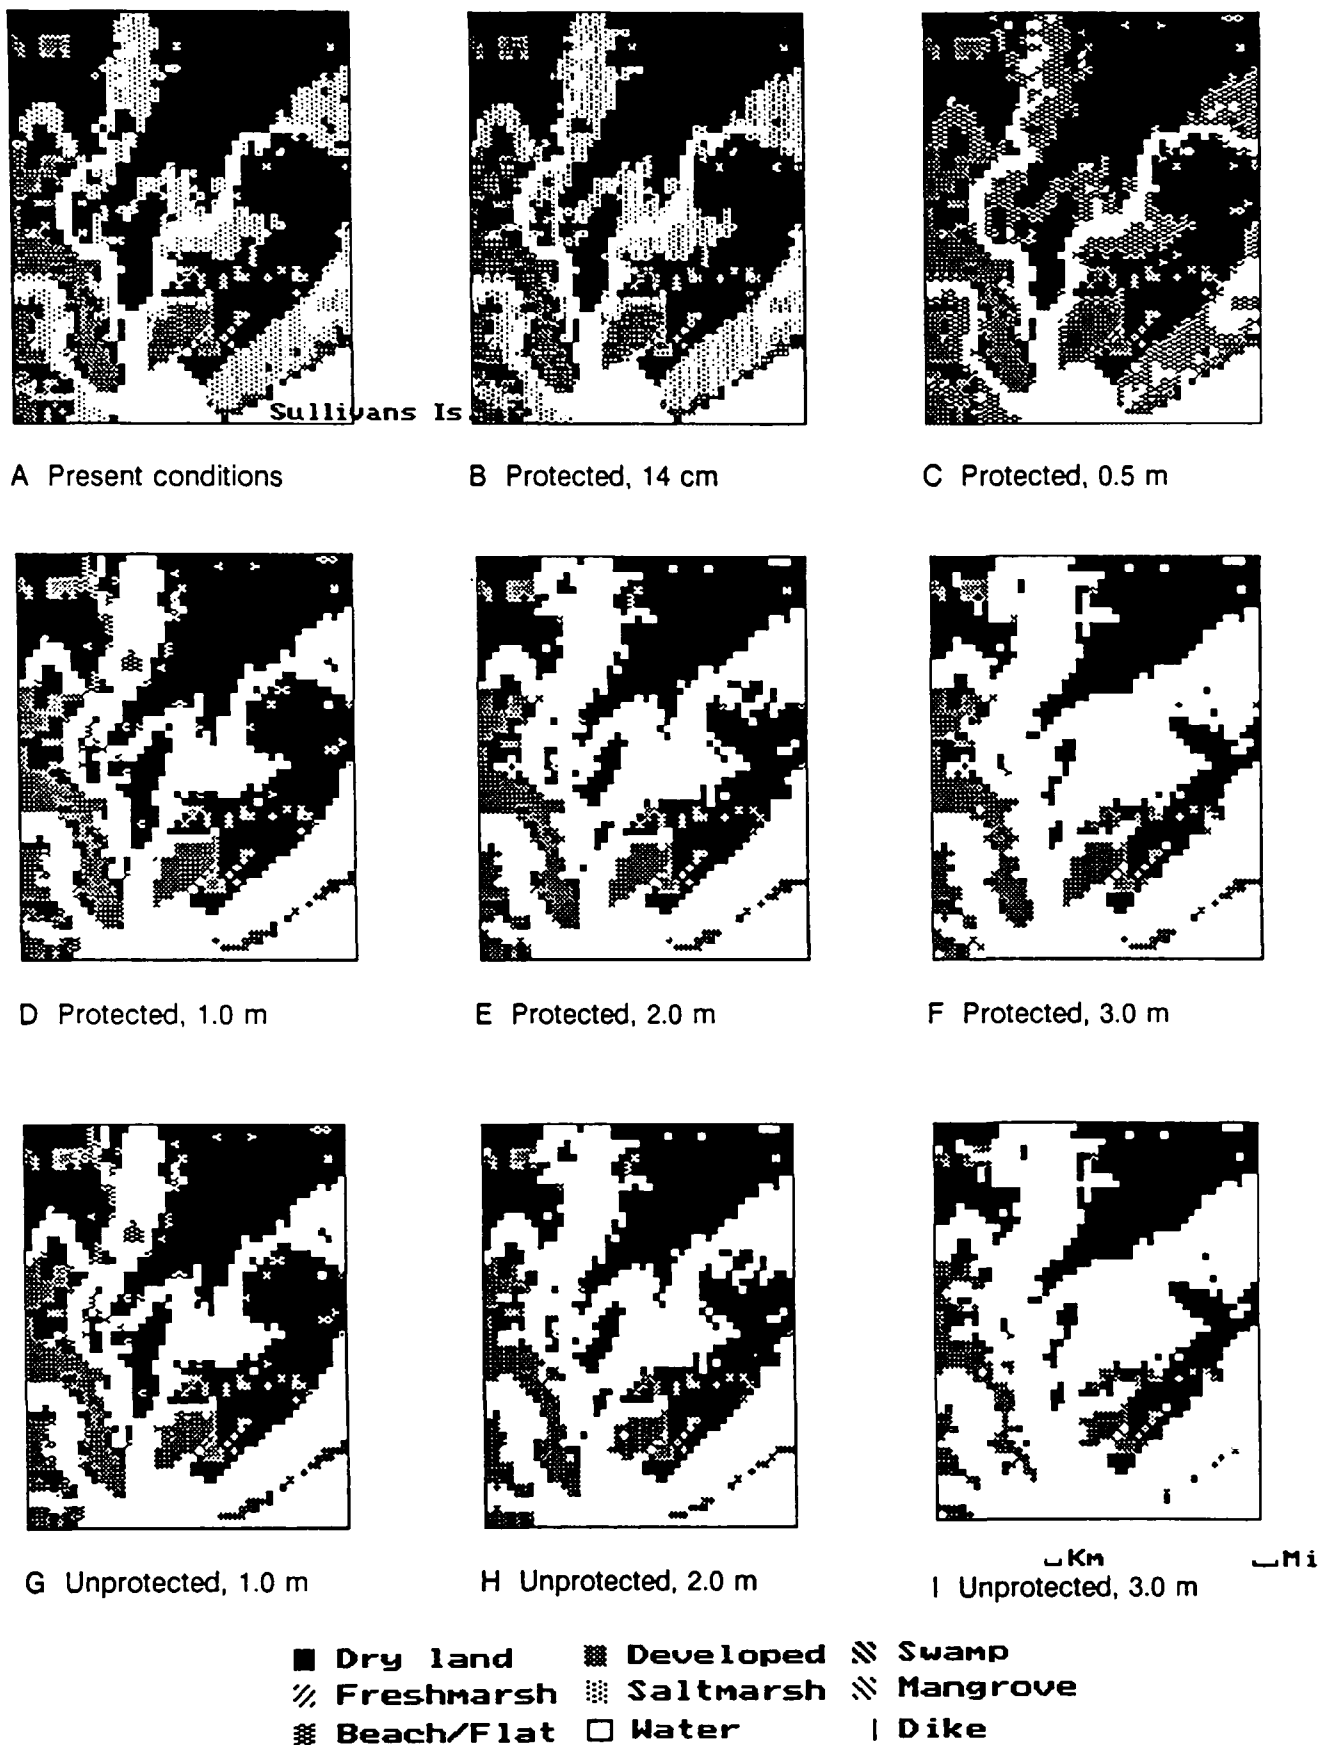 Sullivans Is.
A Present conditions
B Protected, 14 cm
C Protected, 0.5 m
D Protected, 1.0 m
E Protected, 2.0 m
F Protected, 3.0 m
Km
Mi
G Unprotected, 1.0 m
H Unprotected, 2.0 m
I Unprotected, 3.0 m
Dry land
Developed
Swamp
Freshmarsh
Saltmarsh
Mangrove
Beach/Flat
Water
Dike